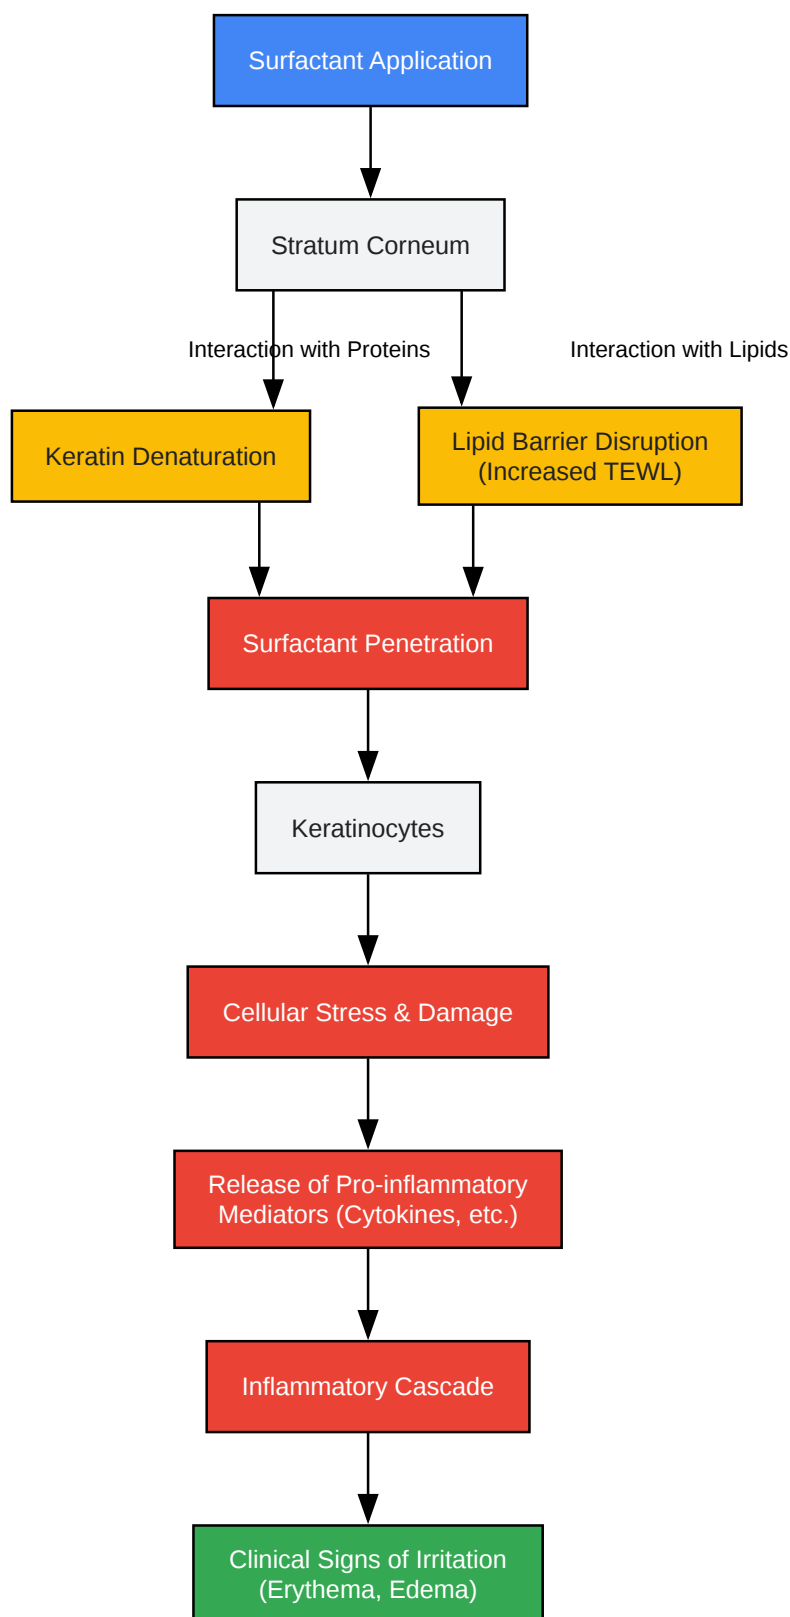 Surfactant Application
Stratum Corneum
Interaction with Proteins
Interaction with Lipids
Keratin Denaturation
Lipid Barrier Disruption
(Increased TEWL)
Surfactant Penetration
Keratinocytes
Cellular Stress & Damage
Release of Pro-inflammatory
Mediators (Cytokines, etc.)
Inflammatory Cascade
Clinical Signs of Irritation
(Erythema, Edema)